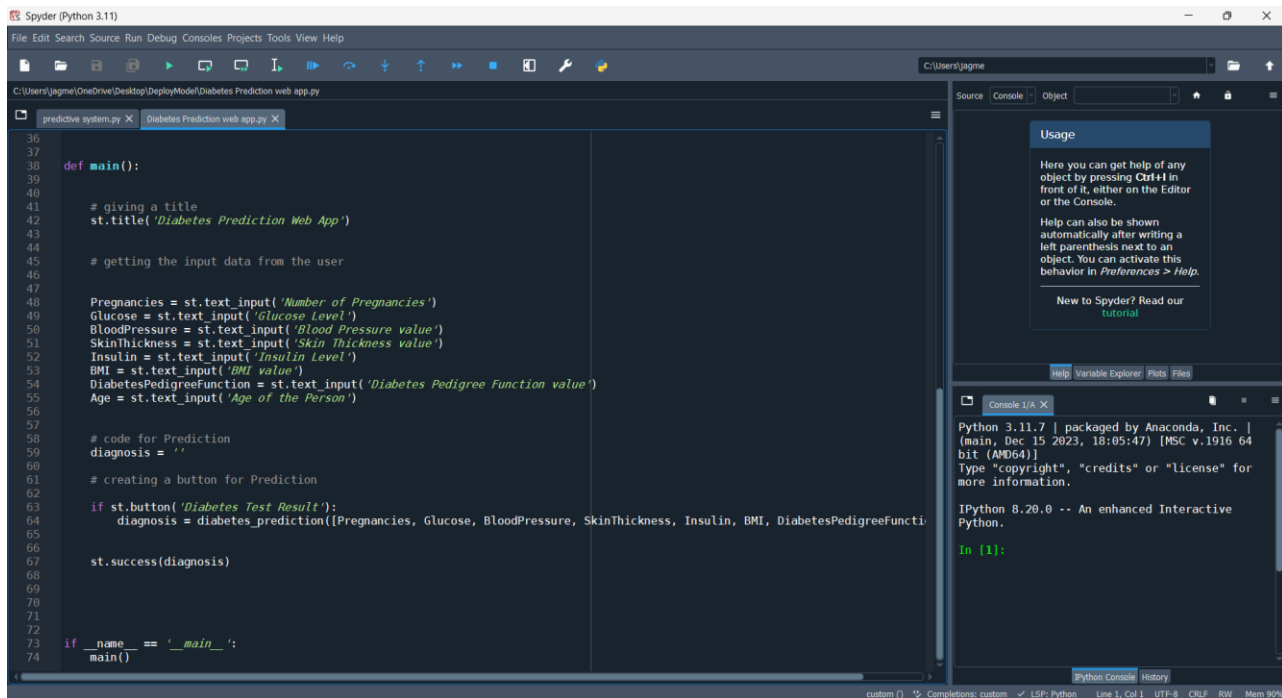 Spyder (Python 3.11)
File Edit Search Source Run Debug Consoles Projects Tools View Help
C:\Users\jagme
C:\Users\jagme\OneDrive\Desktop\DeployModel\Diabetes Prediction web app.py
predictive system.py
Diabetes Prediction web app.py
36
37
38 def main():
39
40
41 # giving a title
42 st.title('Diabetes Prediction Web App')
43
44
45 # getting the input data from the user
46
47
48 Pregnancies = st.text_input('Number of Pregnancies')
49 Glucose = st.text_input('Glucose Level')
50 BloodPressure = st.text_input('Blood Pressure value')
51 SkinThickness = st.text_input('Skin Thickness value')
52 Insulin = st.text_input('Insulin Level')
53 BMI = st.text_input('BMI value')
54 DiabetesPedigreeFunction = st.text_input('Diabetes Pedigree Function value')
55 Age = st.text_input('Age of the Person')
56
57
58 # code for Prediction
59 diagnosis = ''
60
61 # creating a button for Prediction
62
63 if st.button('Diabetes Test Result'):
64 diagnosis = diabetes_prediction([Pregnancies, Glucose, BloodPressure, SkinThickness, Insulin, BMI, DiabetesPedigreeFuncti
65
66
67 st.success(diagnosis)
68
69
70
71
72
73 if __name__ == '__main__':
74 main()
Source Console Object
Usage
Here you can get help of any
object by pressing Ctrl+I in
front of it, either on the Editor
or the Console.
Help can also be shown
automatically after writing a
left parenthesis next to an
object. You can activate this
behavior in Preferences > Help.
New to Spyder? Read our
tutorial
Help Variable Explorer Plots Files
Console 1/A
Python 3.11.7 | packaged by Anaconda, Inc. |
(main, Dec 15 2023, 18:05:47) [MSC v.1916 64
bit (AMD64)]
Type "copyright", "credits" or "license" for
more information.
IPython 8.20.0 -- An enhanced Interactive
Python.
In [1]:
IPython Console History
custom () Completions: custom LSP: Python Line 1, Col 1 UTF-8 CRLF RW Mem 90%